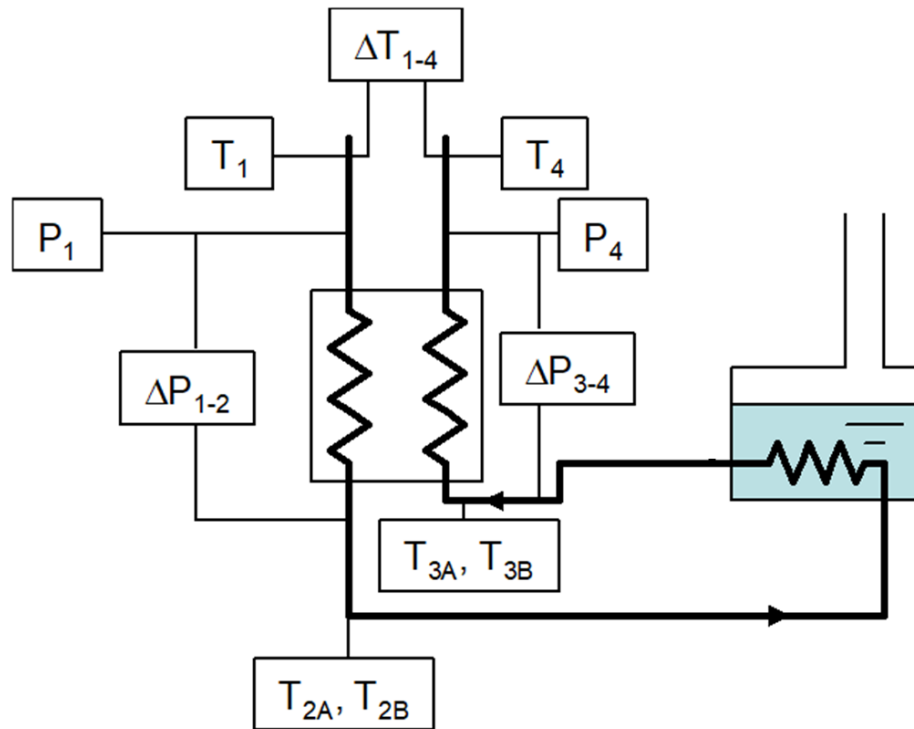 ΔT₁₋₄
T₁
T₄
P₁
P₄
ΔP₁₋₂
ΔP₃₋₄
T₃A, T₃B
T₂A, T₂B